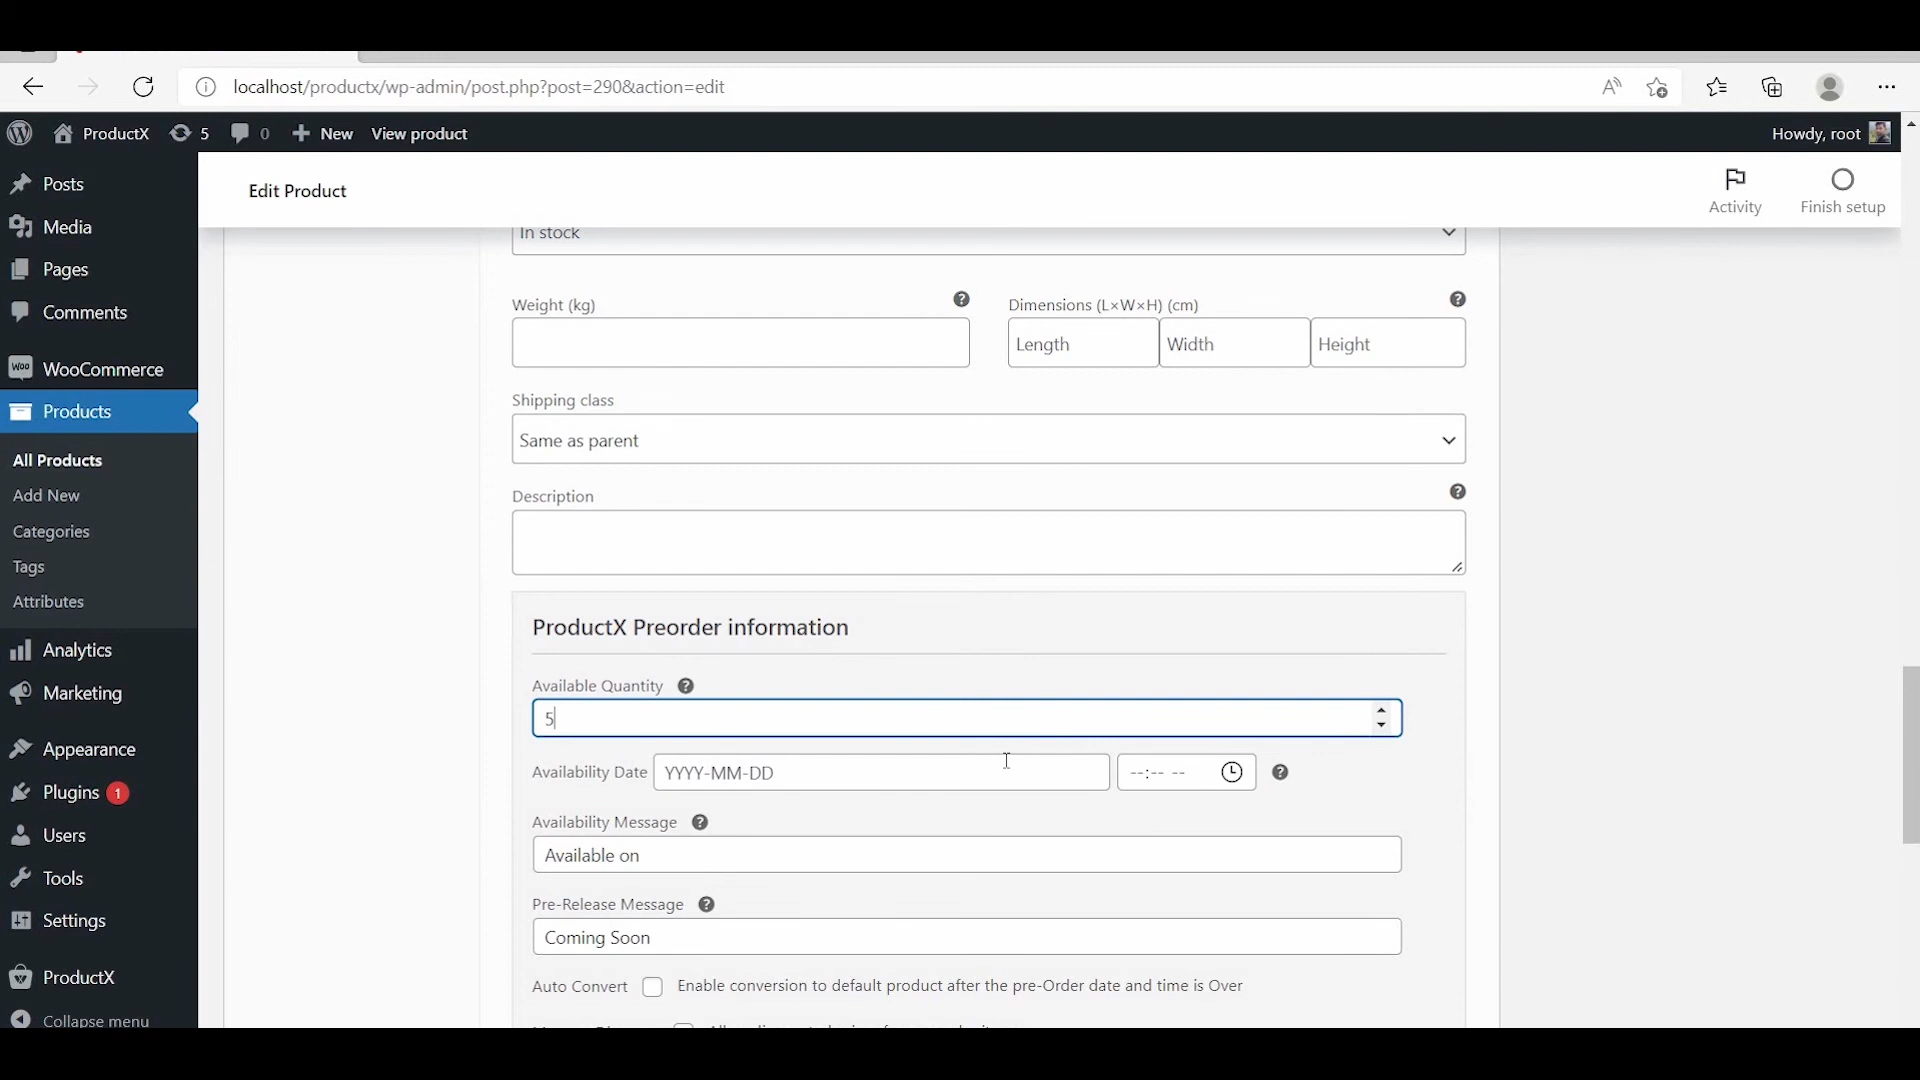 localhost/productx/wp-admin/post.php?post=290&action=edit
ProductX 5 0 New View product Howdy, root
Posts
Media
Pages
Comments
WooCommerce
Products
All Products
Add New
Categories
Tags
Attributes
Analytics
Marketing
Appearance
Plugins 1
Users
Tools
Settings
ProductX
Collapse menu
Edit Product
Activity
Finish setup
In stock
Weight (kg)
Dimensions (L×W×H) (cm)
Length Width Height
Shipping class
Same as parent
Description
ProductX Preorder information
Available Quantity
5
Availability Date YYYY-MM-DD --:-- --
Availability Message
Available on
Pre-Release Message
Coming Soon
Auto Convert Enable conversion to default product after the pre-Order date and time is Over